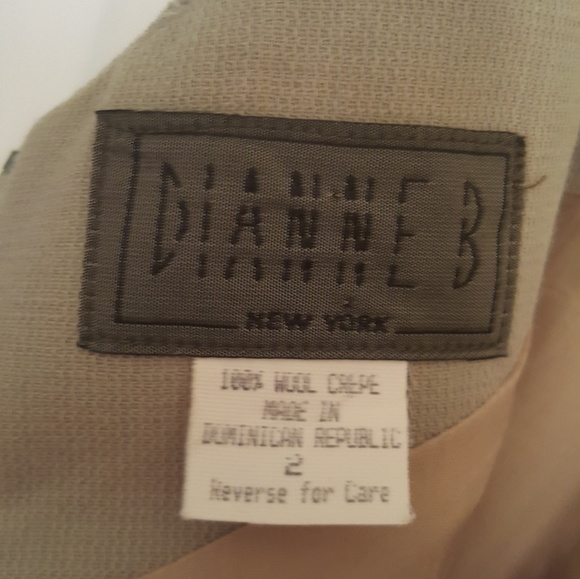 DIANNE B
NEW YORK
100% WOOL CREPE
MADE IN
DOMINICAN REPUBLIC
2
Reverse for Care